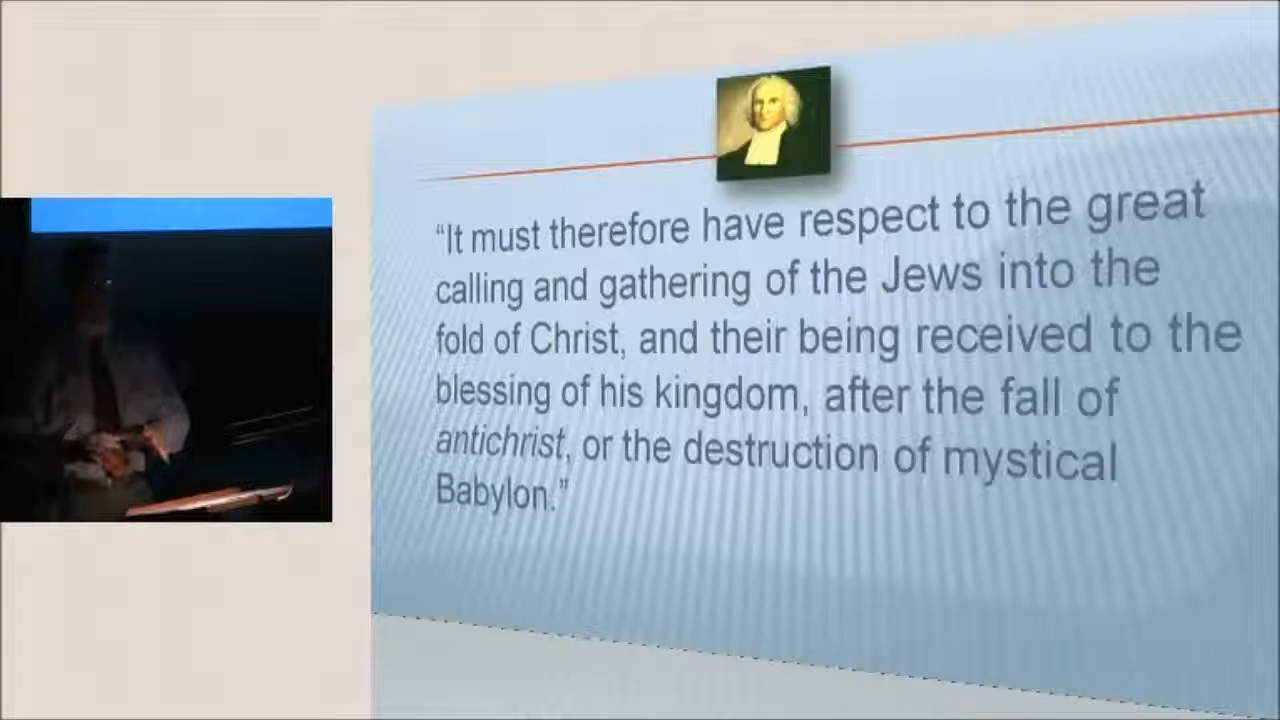 “It must therefore have respect to the great
calling and gathering of the Jews into the
fold of Christ, and their being received to the
blessing of his kingdom, after the fall of
antichrist, or the destruction of mystical
Babylon.”